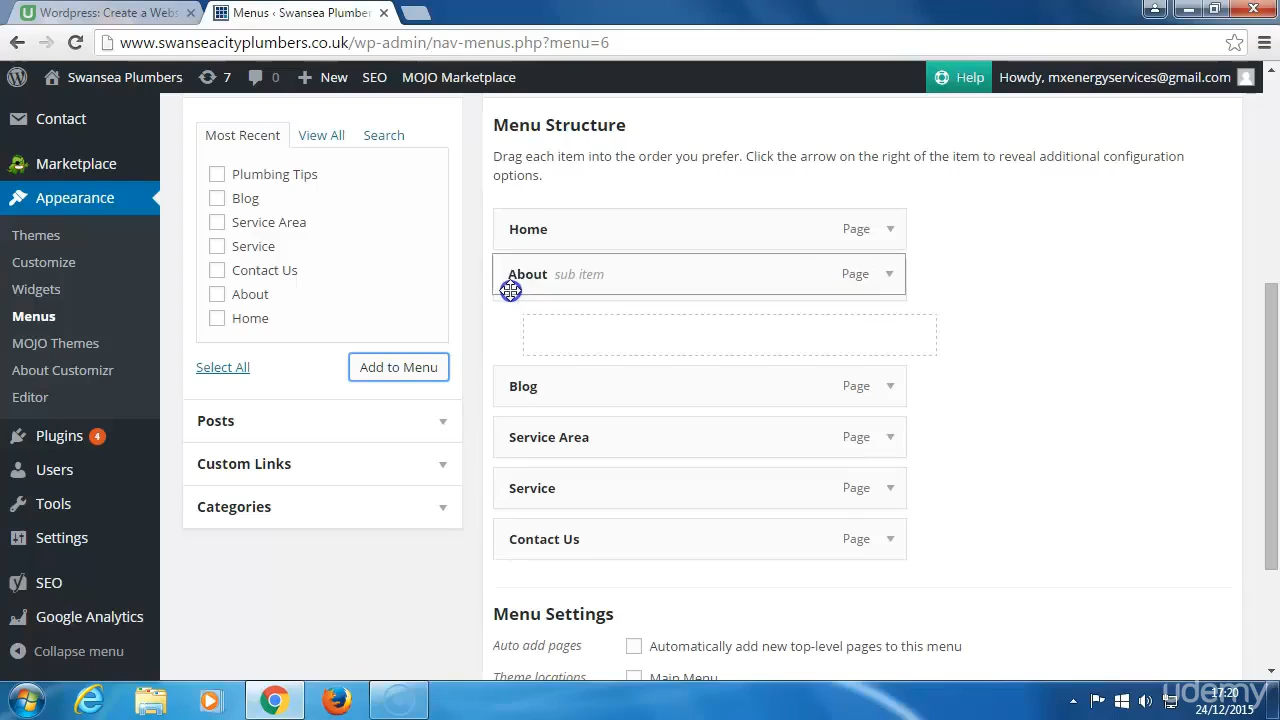 Wordpress: Create a Webs
Menus ‹ Swansea Plumber
www.swanseacityplumbers.co.uk/wp-admin/nav-menus.php?menu=6
Swansea Plumbers 7 0 New SEO MOJO Marketplace Help Howdy, mxenergyservices@gmail.com
Contact
Marketplace
Appearance
Themes
Customize
Widgets
Menus
MOJO Themes
About Customizr
Editor
Plugins 4
Users
Tools
Settings
SEO
Google Analytics
Collapse menu
Most Recent View All Search
Plumbing Tips
Blog
Service Area
Service
Contact Us
About
Home
Select All Add to Menu
Posts
Custom Links
Categories
Menu Structure
Drag each item into the order you prefer. Click the arrow on the right of the item to reveal additional configuration
options.
Home Page
About sub item Page
Blog Page
Service Area Page
Service Page
Contact Us Page
Menu Settings
Auto add pages Automatically add new top-level pages to this menu
Theme locations Main Menu
udemy
17:20
24/12/2015